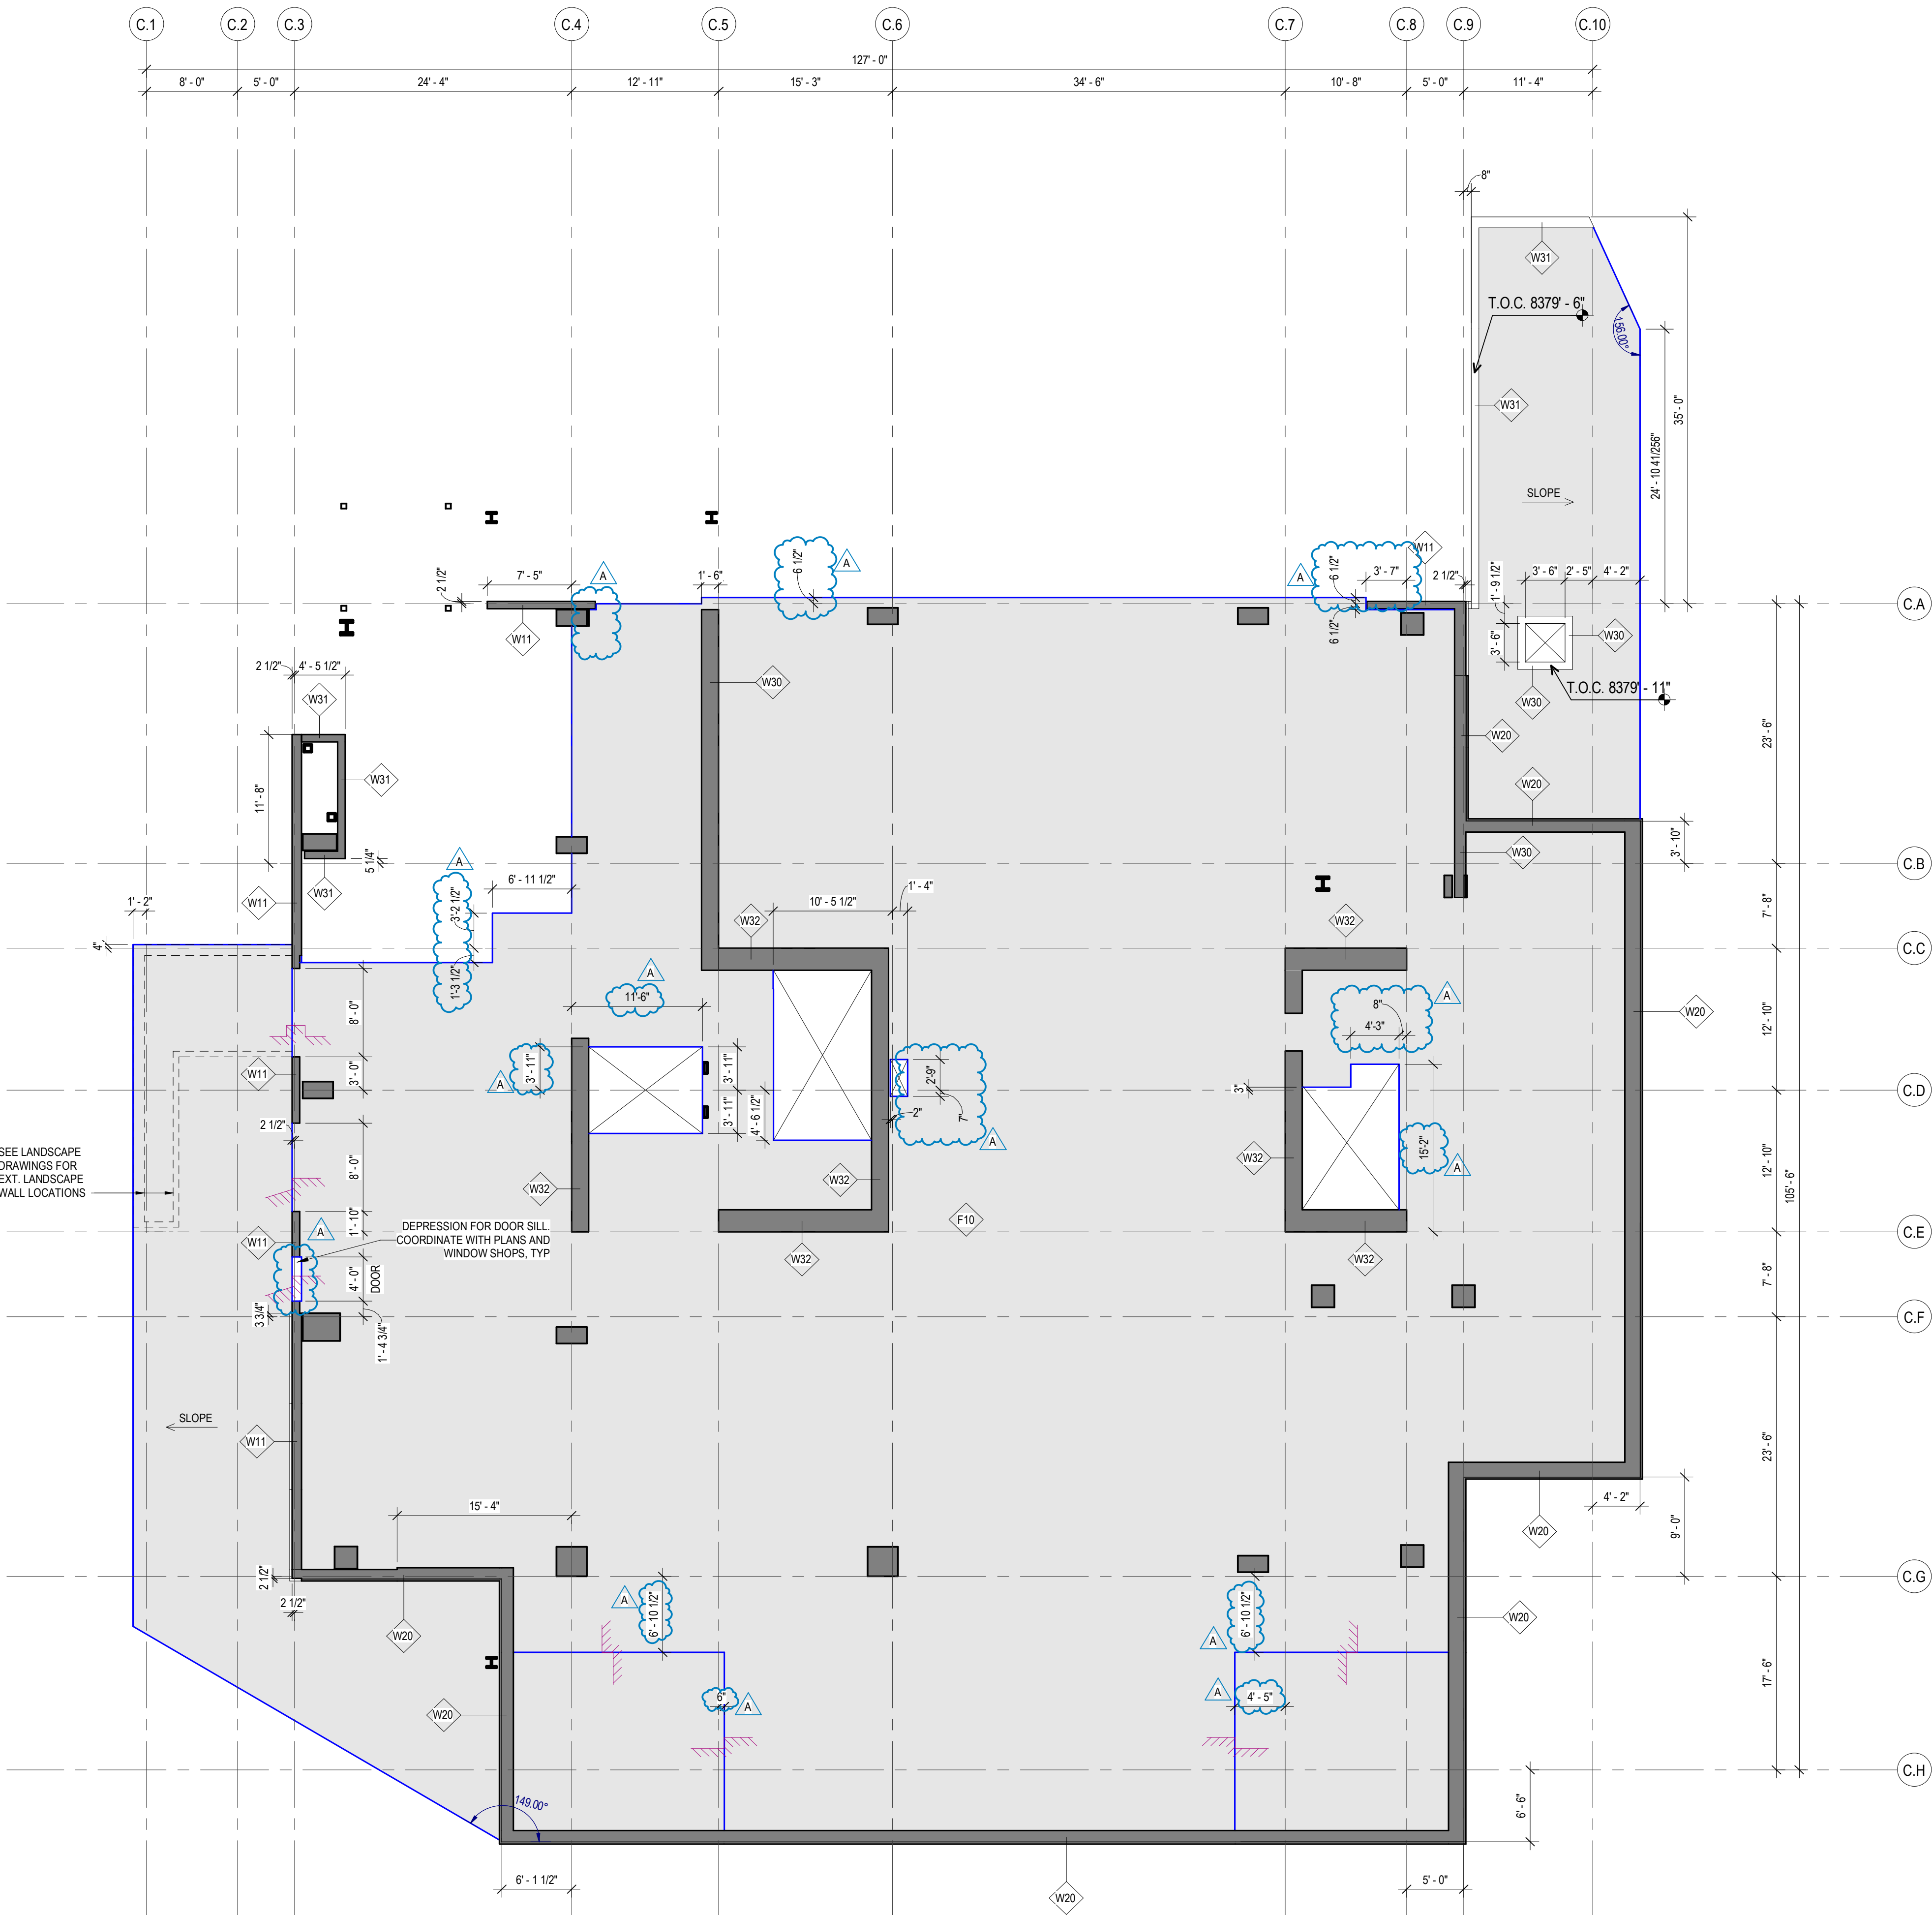 C.1
C.2
C.3
C.4
C.5
C.6
C.7
C.8
C.9
C.10
127' - 0"
8' - 0"
5' - 0"
24' - 4"
12' - 11"
15' - 3"
34' - 6"
10' - 8"
5' - 0"
11' - 4"
8"
W31
T.O.C. 8379' - 6"
156.00°
W31
35' - 0"
24' - 10 41/256"
SLOPE
2 1/2"
7' - 5"
A
1' - 6"
6 1/2"
A
A
6 1/2"
6 1/2"
3' - 7"
W11
2 1/2"
1' - 9 1/2"
3' - 6"
2' - 5"
4' - 2"
C.A
W11
W30
3' - 6"
W30
T.O.C. 8379' - 11"
W30
2 1/2"
4' - 5 1/2"
W31
W20
23' - 6"
W31
11' - 8"
W20
3' - 10"
5 1/4"
A
W30
C.B
W31
W11
6' - 11 1/2"
3'-2 1/2"
1'-3 1/2"
1' - 2"
4"
W32
10' - 5 1/2"
1' - 4"
W32
7' - 8"
C.C
A
11'-6"
8"
4'-3"
A
W20
12' - 10"
8' - 0"
3' - 0"
W11
A
3' - 11"
3' - 11"
3' - 11"
4' - 6 1/2"
2'-9"
7"
2"
A
3"
C.D
2 1/2"
8' - 0"
15'-2"
A
W32
12' - 10"
105' - 6"
SEE LANDSCAPE
DRAWINGS FOR
EXT. LANDSCAPE
WALL LOCATIONS
W32
W32
1' - 10"
F10
C.E
A
W11
DEPRESSION FOR DOOR SILL.
COORDINATE WITH PLANS AND
WINDOW SHOPS, TYP
W32
W32
4' - 0"
DOOR
7' - 8"
3 3/4"
1' - 4 3/4"
C.F
SLOPE
W11
23' - 6"
15' - 4"
4' - 2"
9' - 0"
W20
2 1/2"
2 1/2"
C.G
A
6' - 10 1/2"
A
6' - 10 1/2"
W20
W20
17' - 6"
W20
6"
A
A
4' - 5"
C.H
149.00°
6' - 6"
6' - 1 1/2"
5' - 0"
W20